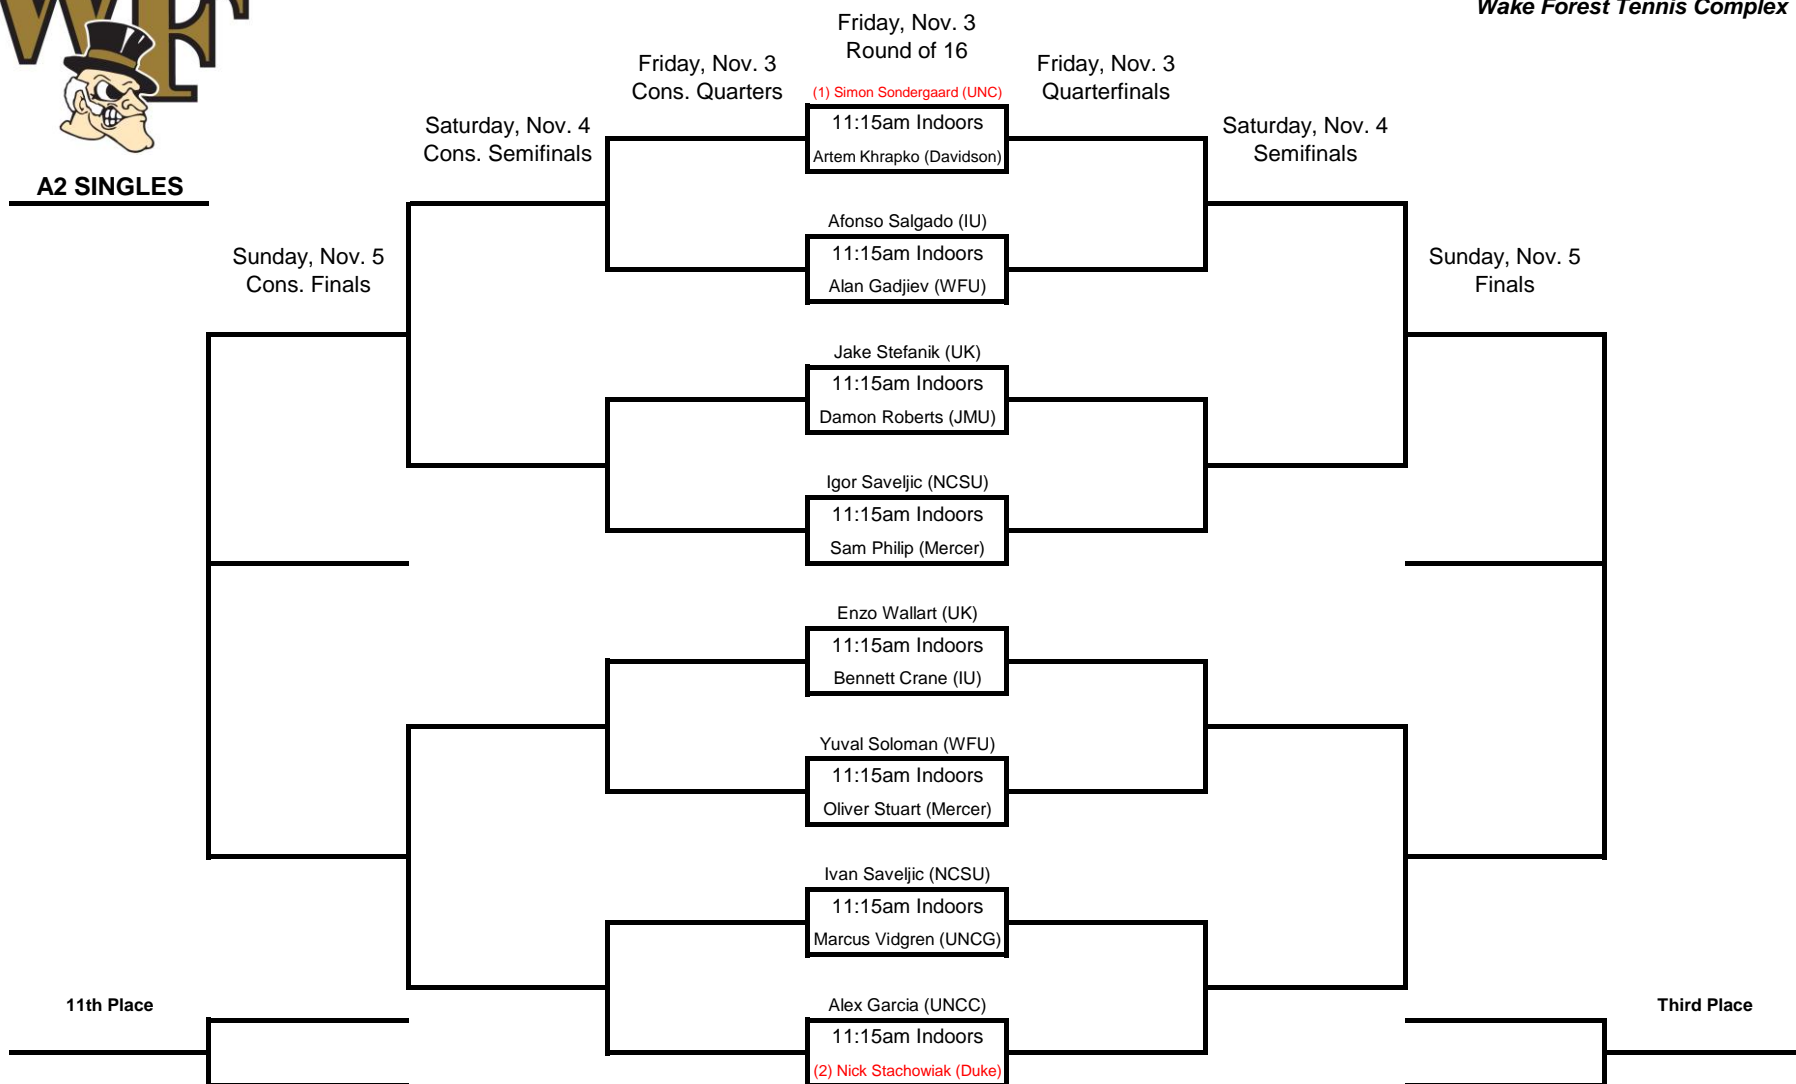 WF
Wake Forest Tennis Complex
Friday, Nov. 3
Round of 16
Friday, Nov. 3
Cons. Quarters
Friday, Nov. 3
Quarterfinals
Saturday, Nov. 4
Cons. Semifinals
Saturday, Nov. 4
Semifinals
A2 SINGLES
Sunday, Nov. 5
Cons. Finals
Sunday, Nov. 5
Finals
(1) Simon Sondergaard (UNC)
11:15am Indoors
Artem Khrapko (Davidson)
Afonso Salgado (IU)
11:15am Indoors
Alan Gadjiev (WFU)
Jake Stefanik (UK)
11:15am Indoors
Damon Roberts (JMU)
Igor Saveljic (NCSU)
11:15am Indoors
Sam Philip (Mercer)
Enzo Wallart (UK)
11:15am Indoors
Bennett Crane (IU)
Yuval Soloman (WFU)
11:15am Indoors
Oliver Stuart (Mercer)
Ivan Saveljic (NCSU)
11:15am Indoors
Marcus Vidgren (UNCG)
Alex Garcia (UNCC)
11:15am Indoors
(2) Nick Stachowiak (Duke)
11th Place
Third Place